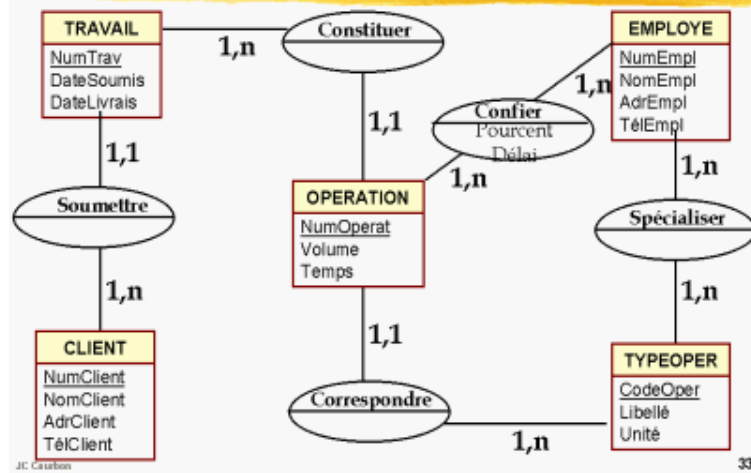 TRAVAIL
NumTrav
DateSoumis
DateLivrais
1,n
Constituer
EMPLOYE
NumEmpl
NomEmpl
AdrEmpl
TélEmpl
1,n
Confier
Pourcent
Délai
1,n
1,1
1,1
Soumettre
1,n
OPERATION
NumOperat
Volume
Temps
1,n
Spécialiser
1,n
CLIENT
NumClient
NomClient
AdrClient
TélClient
1,1
Correspondre
1,n
TYPEOPER
CodeOper
Libellé
Unité
JC Courbon
33